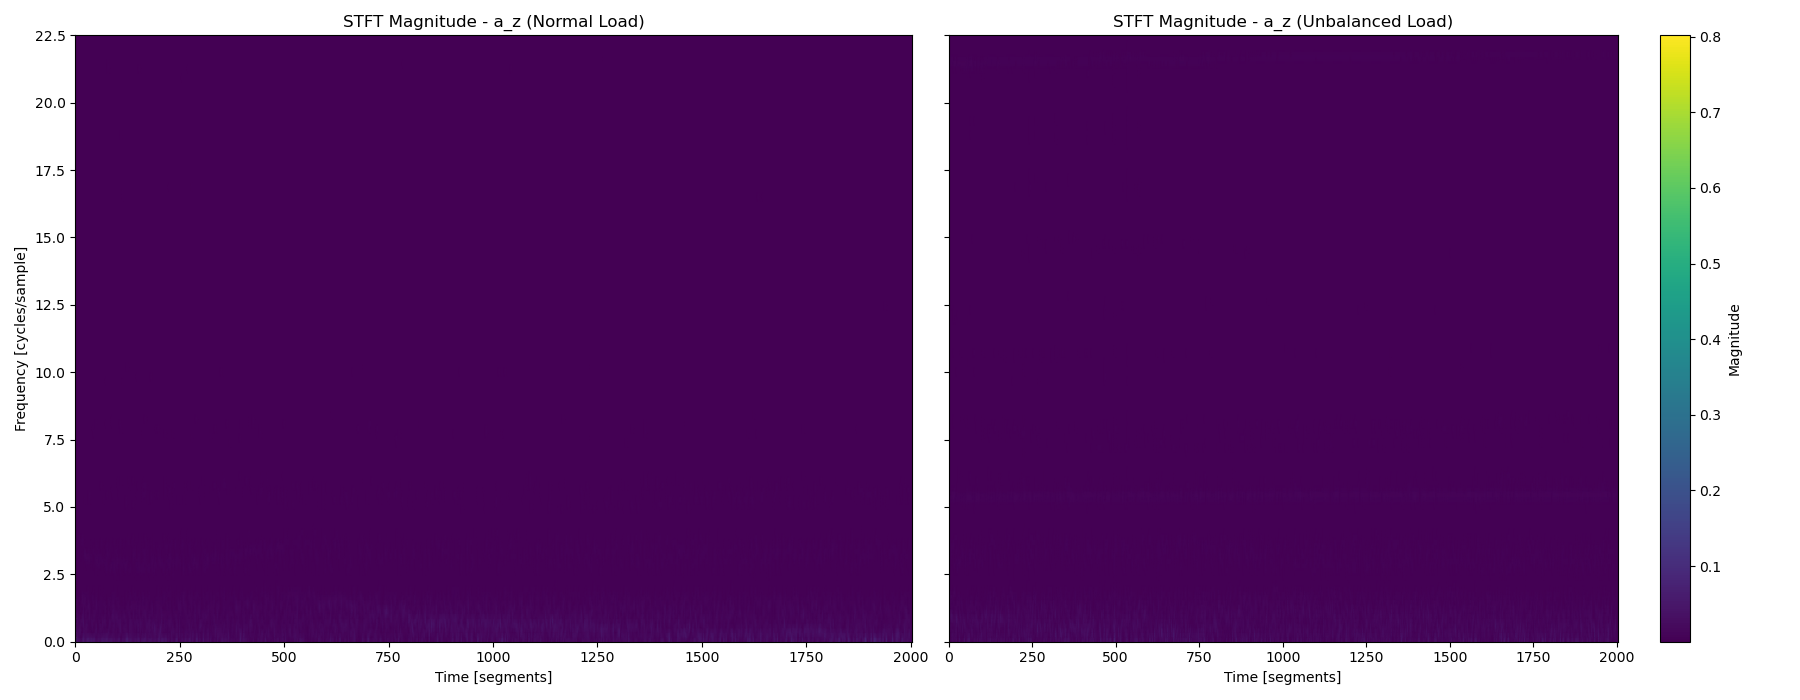 STFT Magnitude - a_z (Normal Load)
STFT Magnitude - a_z (Unbalanced Load)
Frequency [cycles/sample]
22.5
20.0
17.5
15.0
12.5
10.0
7.5
5.0
2.5
0.0
0 250 500 750 1000 1250 1500 1750 2000
Time [segments]
0 250 500 750 1000 1250 1500 1750 2000
Time [segments]
0.8
0.7
0.6
0.5
0.4
0.3
0.2
0.1
Magnitude